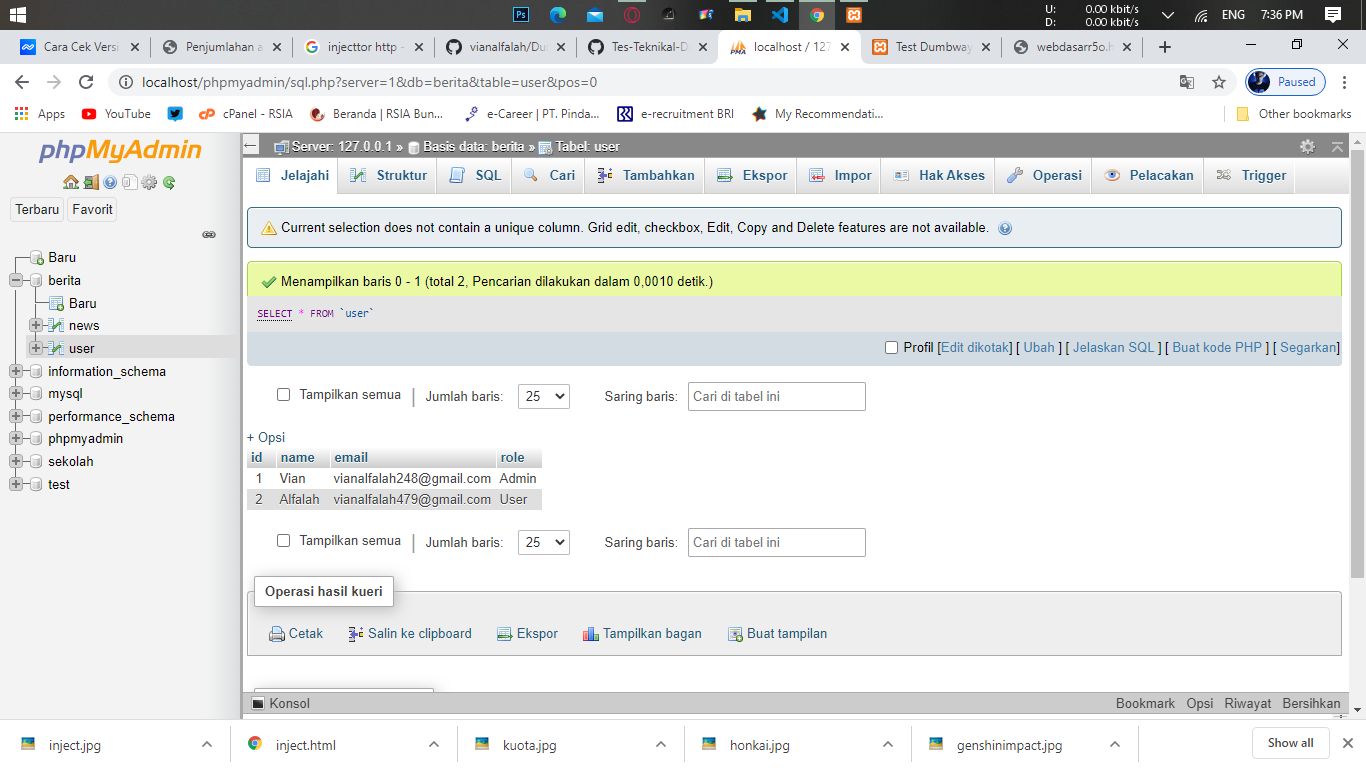 Ps
U: 0.00 kbit/s
D: 0.00 kbit/s
ENG 7:36 PM
Cara Cek Versi
Penjumlahan a
injecttor http -
vianalfalah/Du
Tes-Teknikal-D
localhost / 127
Test Dumbway
webdasarr5o.h
localhost/phpmyadmin/sql.php?server=1&db=berita&table=user&pos=0
Paused
Apps YouTube cPanel - RSIA Beranda | RSIA Bun... e-Career | PT. Pinda... e-recruitment BRI My Recommendati... Other bookmarks
phpMyAdmin
Terbaru Favorit
Baru
berita
Baru
news
user
information_schema
mysql
performance_schema
phpmyadmin
sekolah
test
Server: 127.0.0.1 » Basis data: berita » Tabel: user
Jelajahi Struktur SQL Cari Tambahkan Ekspor Impor Hak Akses Operasi Pelacakan Trigger
Current selection does not contain a unique column. Grid edit, checkbox, Edit, Copy and Delete features are not available.
Menampilkan baris 0 - 1 (total 2, Pencarian dilakukan dalam 0,0010 detik.)
SELECT * FROM `user`
Profil [Edit dikotak] [ Ubah ] [ Jelaskan SQL ] [ Buat kode PHP ] [ Segarkan]
Tampilkan semua | Jumlah baris: 25 Saring baris: Cari di tabel ini
+ Opsi
id name email role
1 Vian vianalfalah248@gmail.com Admin
2 Alfalah vianalfalah479@gmail.com User
Tampilkan semua | Jumlah baris: 25 Saring baris: Cari di tabel ini
Operasi hasil kueri
Cetak Salin ke clipboard Ekspor Tampilkan bagan Buat tampilan
Konsol
Bookmark Opsi Riwayat Bersihkan
inject.jpg inject.html kuota.jpg honkai.jpg genshinimpact.jpg Show all